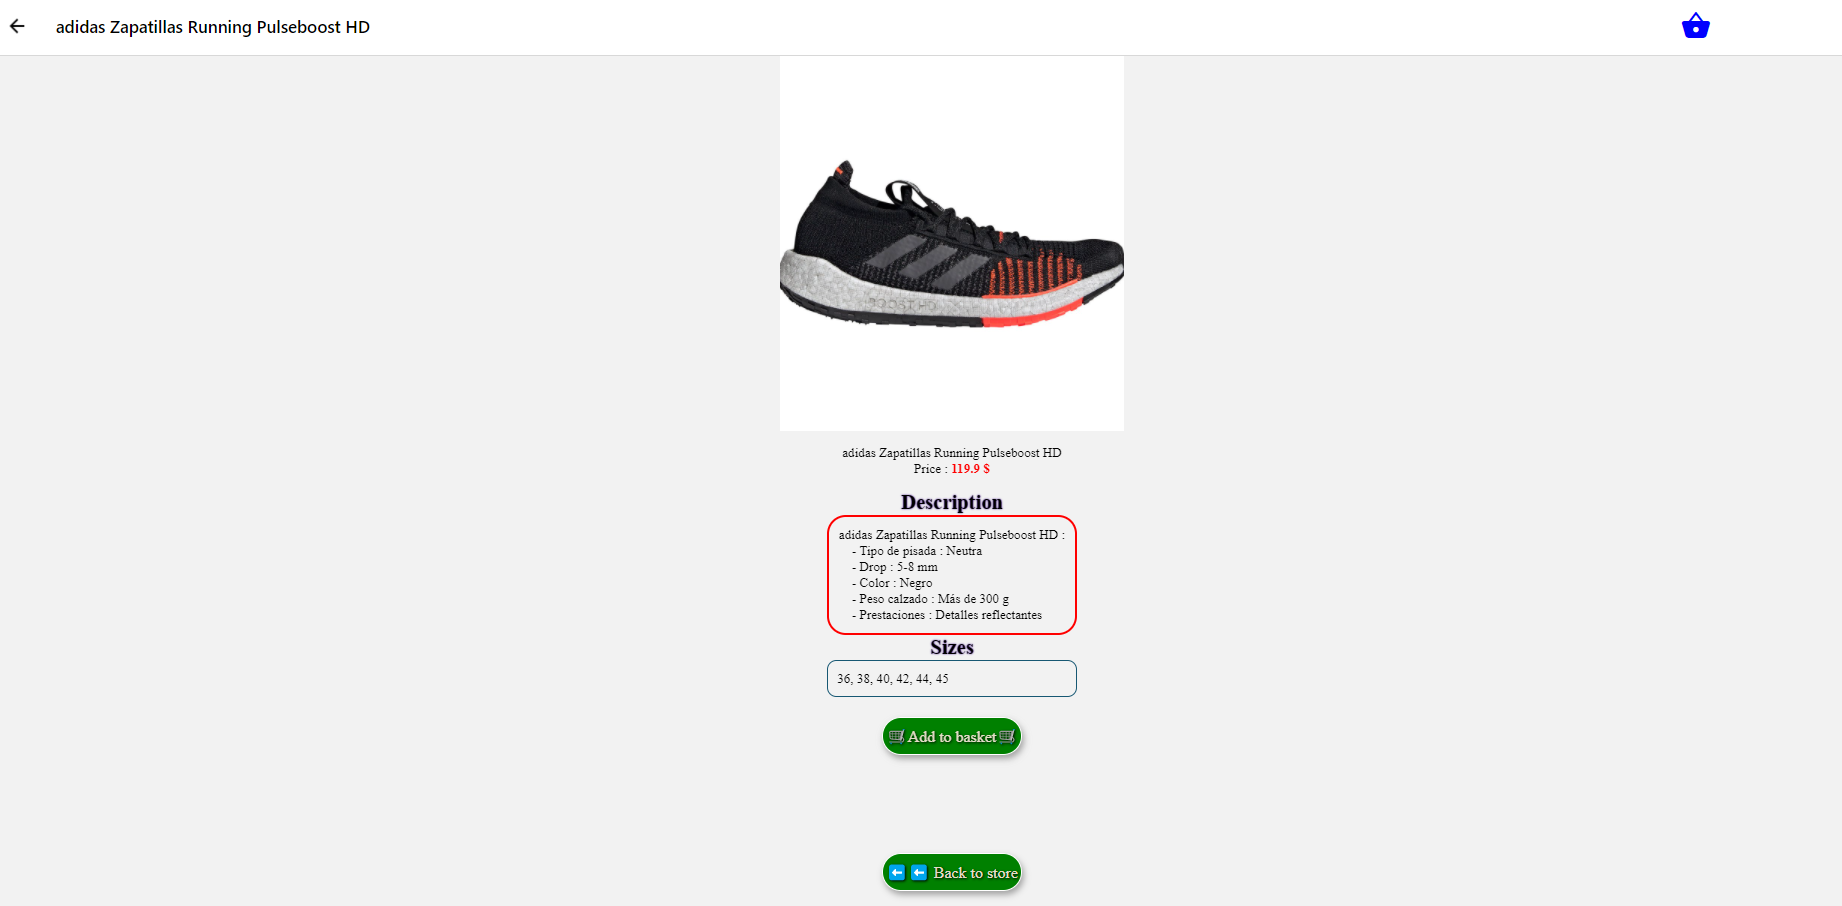 adidas Zapatillas Running Pulseboost HD
BOOST HD
adidas Zapatillas Running Pulseboost HD
Price : 119.9 $
Description
adidas Zapatillas Running Pulseboost HD :
- Tipo de pisada : Neutra
- Drop : 5-8 mm
- Color : Negro
- Peso calzado : Más de 300 g
- Prestaciones : Detalles reflectantes
Sizes
36, 38, 40, 42, 44, 45
Add to basket
Back to store